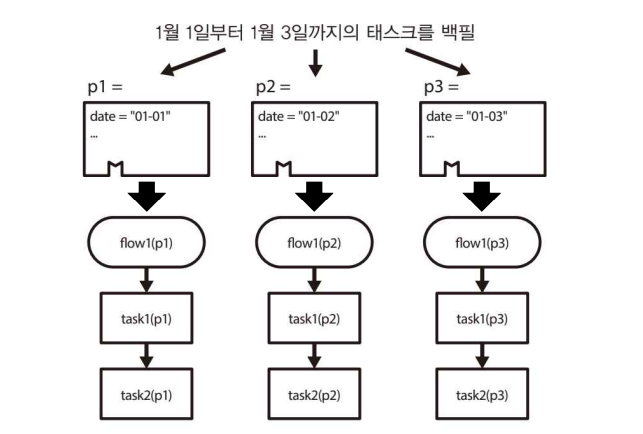 1월 1일부터 1월 3일까지의 태스크를 백필
p1 =
date = "01-01"
...
flow1(p1)
task1(p1)
task2(p1)
p2 =
date = "01-02"
...
flow1(p2)
task1(p2)
task2(p2)
p3 =
date = "01-03"
...
flow1(p3)
task1(p3)
task2(p3)